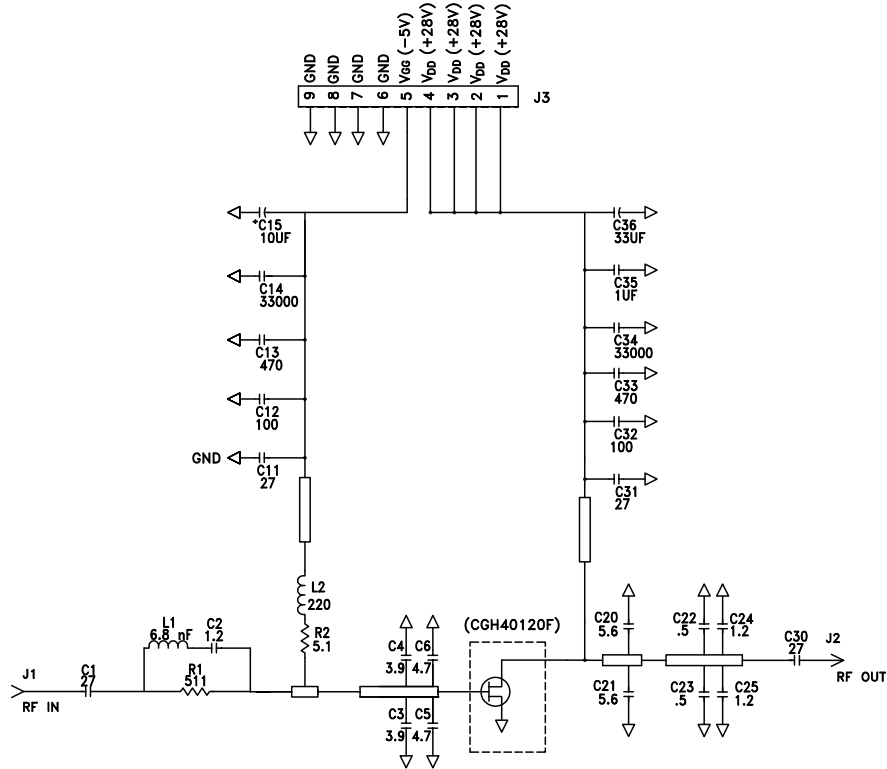 GND
GND
GND
GND
VGG (-5V)
VDD (+28V)
VDD (+28V)
VDD (+28V)
VDD (+28V)
9 8 7 6 5 4 3 2 1
J3
+C15
10UF
C36
33UF
C14
33000
C35
1UF
C13
470
C34
33000
C33
470
C12
100
C32
100
GND
C11
27
C31
27
L2
220
R2
5.1
L1
6.8 nF
C2
1.2
J1
RF IN
C1
27
R1
511
C4
3.9
C6
4.7
C3
3.9
C5
4.7
(CGH40120F)
C20
5.6
C22
.5
C24
1.2
C21
5.6
C23
.5
C25
1.2
C30
27
J2
RF OUT